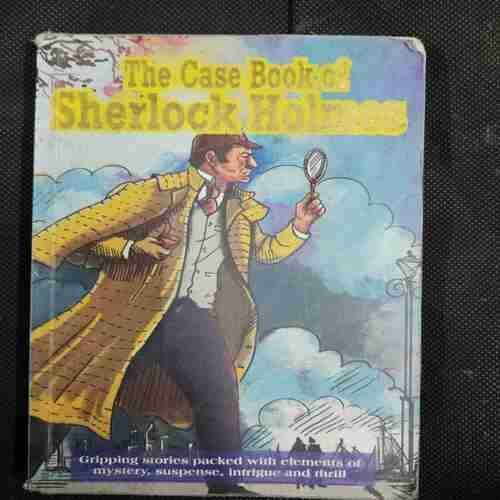 The Case Book of
Sherlock Holmes
Gripping stories packed with elements of
mystery, suspense, intrigue and thrill